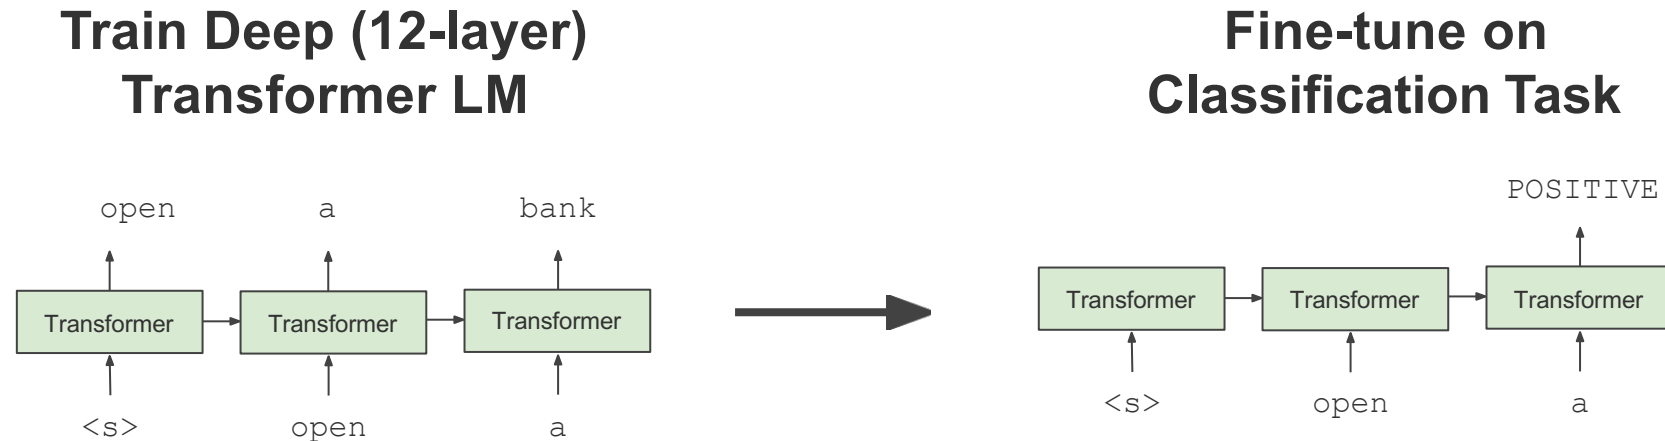 Train Deep (12-layer)
Transformer LM
open a bank
Transformer Transformer Transformer
<s> open a
Fine-tune on
Classification Task
POSITIVE
Transformer Transformer Transformer
<s> open a